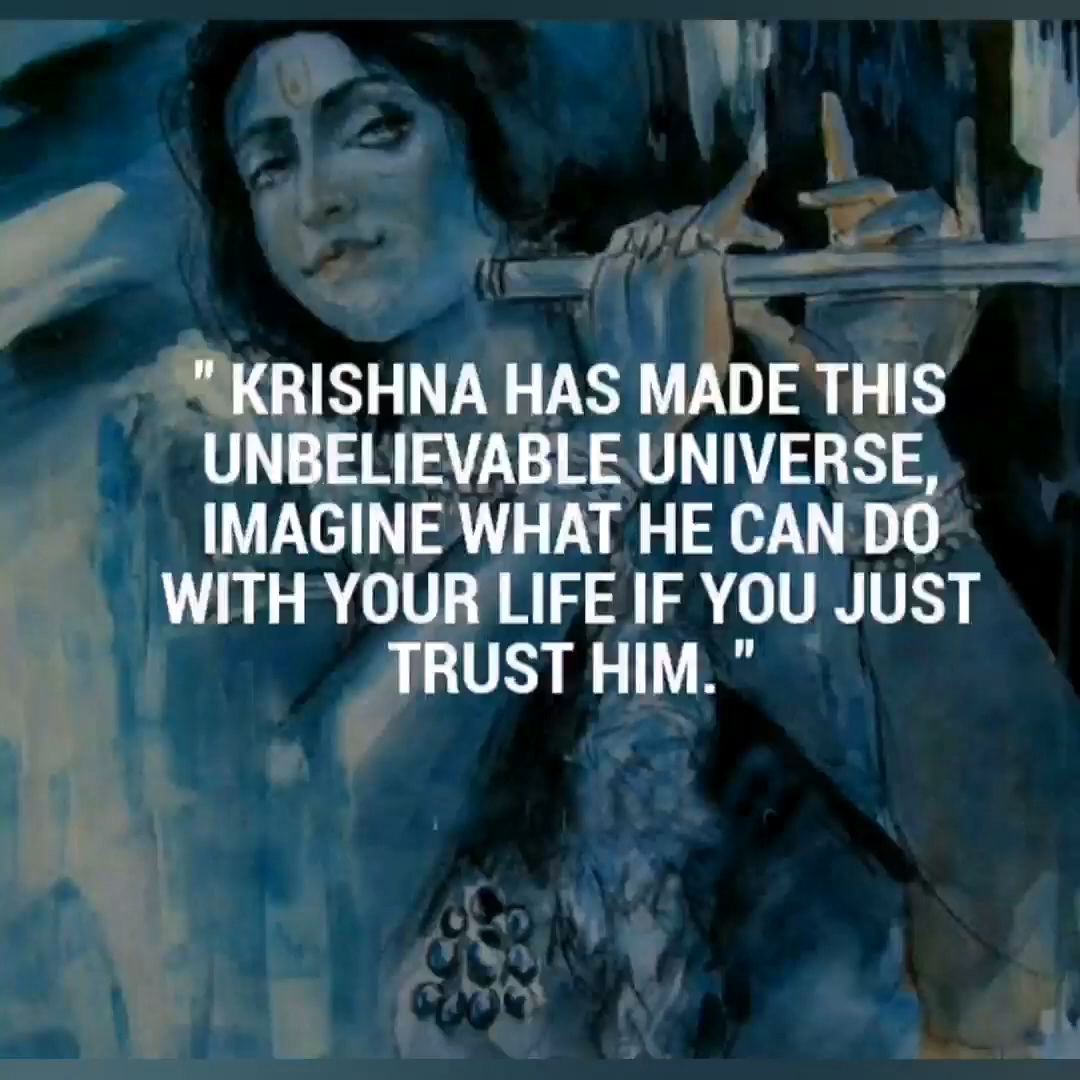 " KRISHNA HAS MADE THIS
UNBELIEVABLE UNIVERSE,
IMAGINE WHAT HE CAN DO
WITH YOUR LIFE IF YOU JUST
TRUST HIM. "